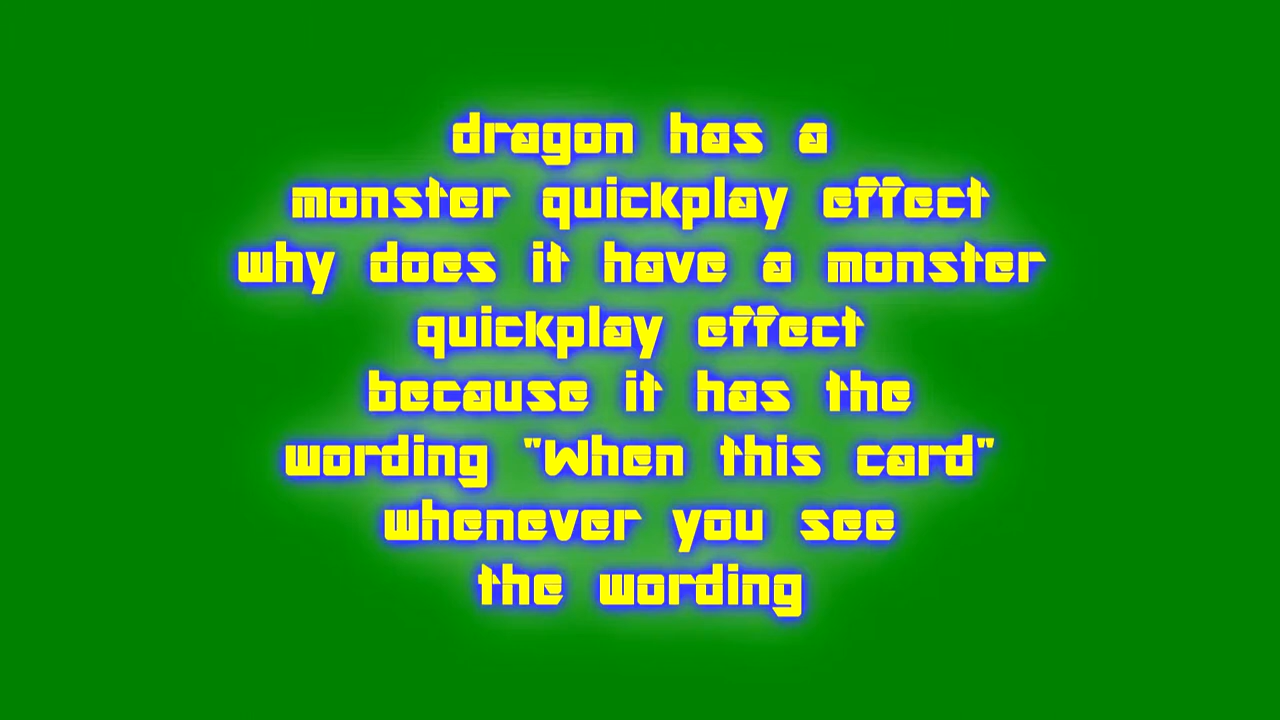 dragon has a
monster quickplay effect
why does it have a monster
quickplay effect
because it has the
wording "When this card"
whenever you see
the wording